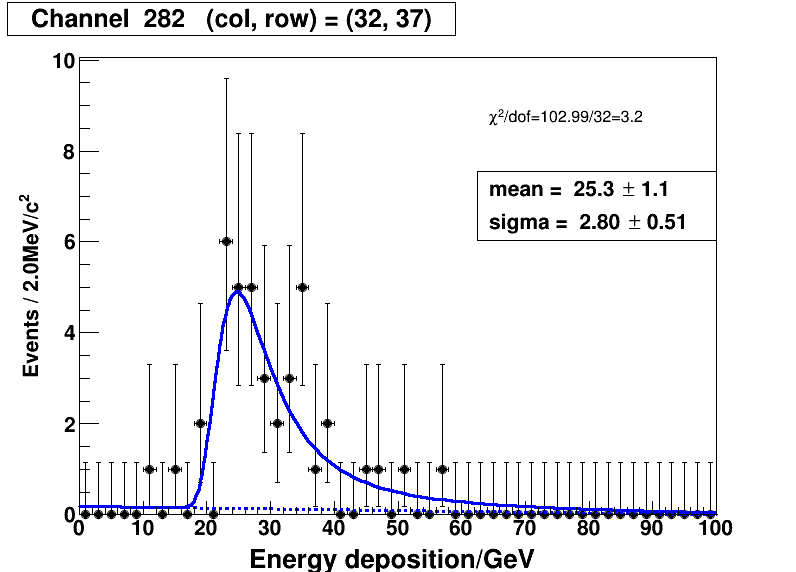 Channel 282 (col, row) = (32, 37)
χ²/dof=102.99/32=3.2
mean = 25.3 ± 1.1
sigma = 2.80 ± 0.51
Events / 2.0MeV/c²
10
8
6
4
2
0
0 10 20 30 40 50 60 70 80 90 100
Energy deposition/GeV